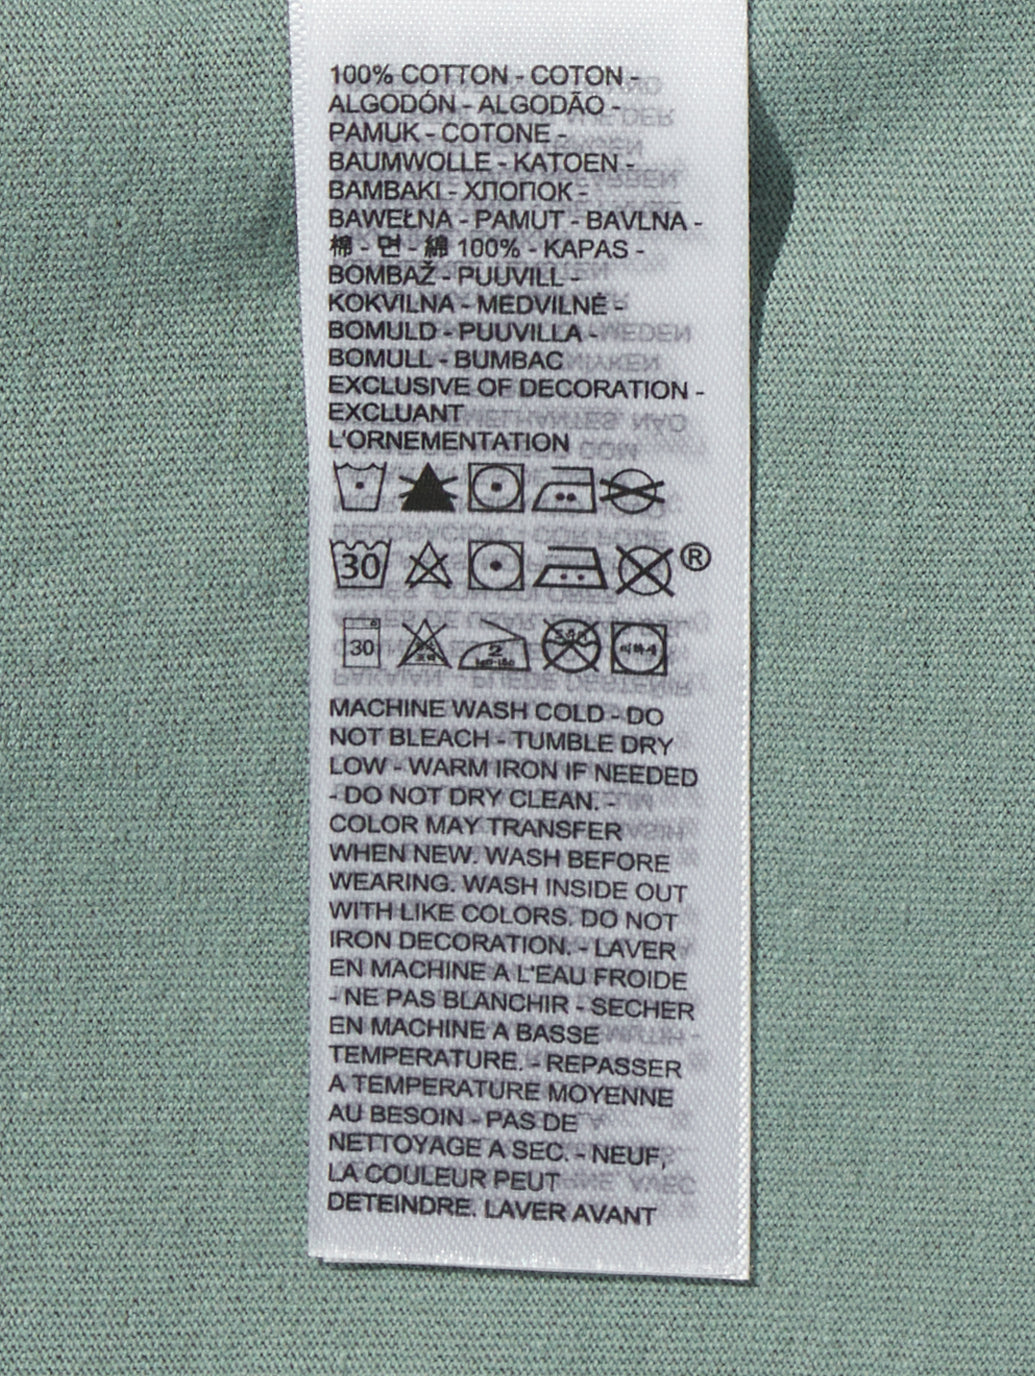 100% COTTON - COTON -
ALGODÓN - ALGODÃO -
PAMUK - COTONE -
BAUMWOLLE - KATOEN -
BAMBAKI - ХЛОПОК -
BAWEŁNA - PAMUT - BAVLNA -
棉 - 면 - 綿 100% - KAPAS -
BOMBAŽ - PUUVILL -
KOKVILNA - MEDVILNĖ -
BOMULD - PUUVILLA -
BOMULL - BUMBAC
EXCLUSIVE OF DECORATION -
EXCLUANT
L'ORNEMENTATION
30 ®
30 2
MACHINE WASH COLD - DO
NOT BLEACH - TUMBLE DRY
LOW - WARM IRON IF NEEDED
- DO NOT DRY CLEAN. -
COLOR MAY TRANSFER
WHEN NEW. WASH BEFORE
WEARING. WASH INSIDE OUT
WITH LIKE COLORS. DO NOT
IRON DECORATION. - LAVER
EN MACHINE A L'EAU FROIDE
- NE PAS BLANCHIR - SECHER
EN MACHINE A BASSE
TEMPERATURE. - REPASSER
A TEMPERATURE MOYENNE
AU BESOIN - PAS DE
NETTOYAGE A SEC. - NEUF,
LA COULEUR PEUT
DETEINDRE. LAVER AVANT